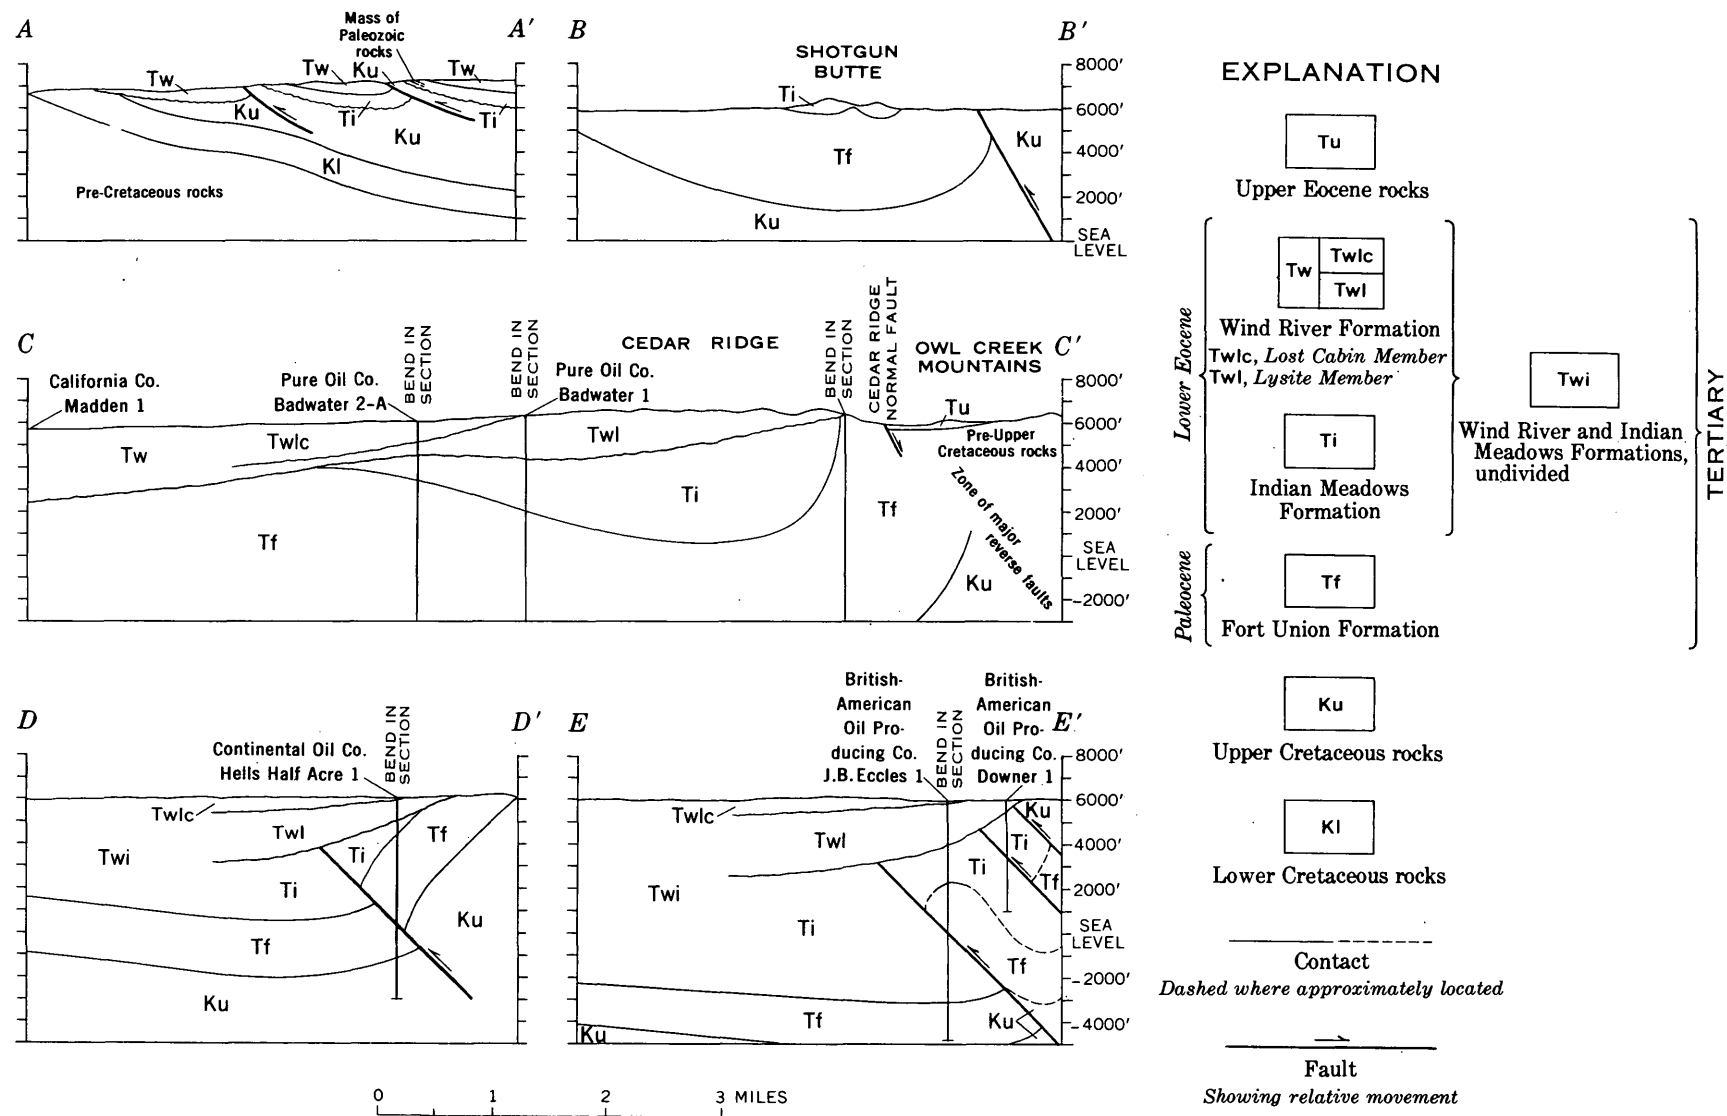 A
A'
Mass of
Paleozoic
rocks
Tw
Tw
Ku
Tw
Ku
Ti
Ti
Ku
Kl
Pre-Cretaceous rocks
B
B'
SHOTGUN
BUTTE
Ti
Tf
Ku
Ku
8000'
6000'
4000'
2000'
SEA
LEVEL
C
C'
California Co.
Madden 1
Pure Oil Co.
Badwater 2-A
BEND IN
SECTION
BEND IN
SECTION
Pure Oil Co.
Badwater 1
CEDAR RIDGE
BEND IN
SECTION
CEDAR RIDGE
NORMAL FAULT
OWL CREEK
MOUNTAINS
Tw
Twlc
Twl
Ti
Tf
Tf
Tu
Pre-Upper
Cretaceous rocks
Zone of major
reverse faults
Ku
8000'
6000'
4000'
2000'
SEA
LEVEL
-2000'
D
D'
Continental Oil Co.
Hells Half Acre 1
BEND IN
SECTION
Twlc
Twl
Twi
Ti
Ti
Tf
Tf
Ku
Ku
E
E'
British-
American
Oil Pro-
ducing Co.
J.B. Eccles 1
BEND IN
SECTION
British-
American
Oil Pro-
ducing Co.
Downer 1
Twlc
Twl
Twi
Ti
Ti
Ti
Ku
Tf
Tf
Tf
Ku
Ku
8000'
6000'
4000'
2000'
SEA
LEVEL
-2000'
-4000'
0 1 2 3 MILES
EXPLANATION
Tu
Upper Eocene rocks
Tw
Twlc
Twl
Wind River Formation
Twlc, Lost Cabin Member
Twl, Lysite Member
Ti
Indian Meadows
Formation
Lower Eocene
Twi
Wind River and Indian
Meadows Formations,
undivided
Tf
Fort Union Formation
Paleocene
TERTIARY
Ku
Upper Cretaceous rocks
Kl
Lower Cretaceous rocks
Contact
Dashed where approximately located
Fault
Showing relative movement